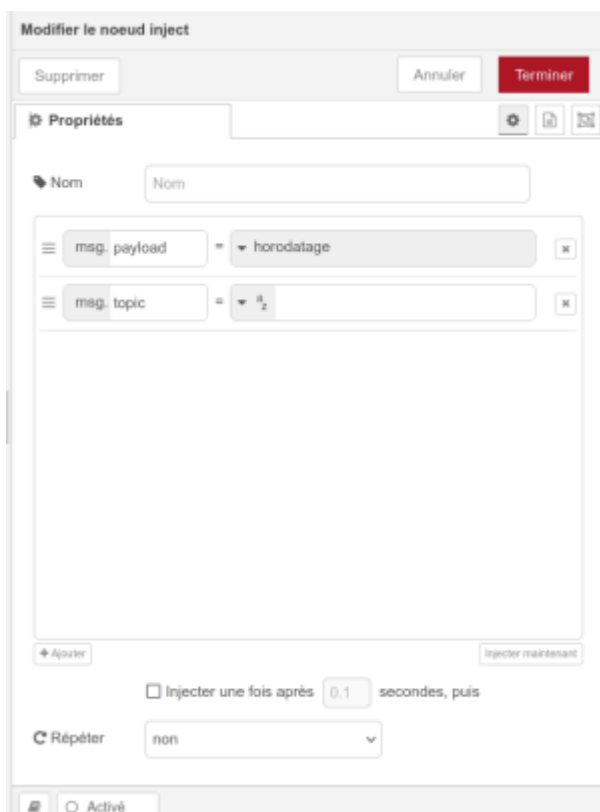 Modifier le noeud inject
Supprimer Annuler Terminer
Propriétés
Nom Nom
msg. payload = horodatage
msg. topic = a z
Ajouter Injecter maintenant
Injecter une fois après 0.1 secondes, puis
Répéter non
Activé